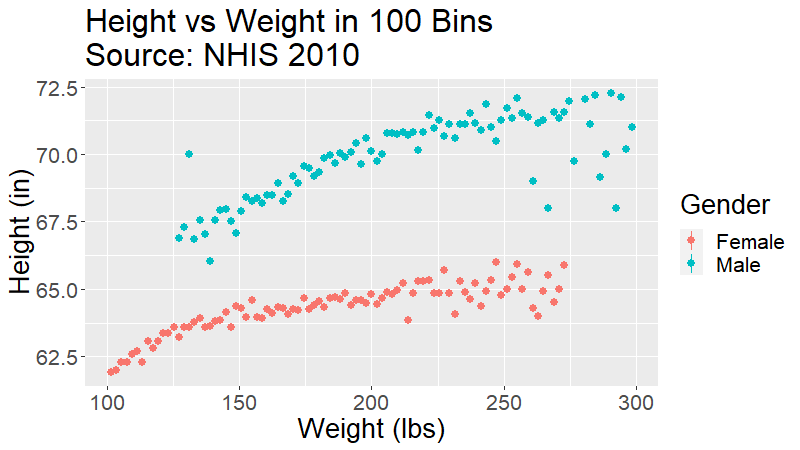 Height vs Weight in 100 Bins
Source: NHIS 2010
72.5
70.0
67.5
65.0
62.5
Height (in)
100 150 200 250 300
Weight (lbs)
Gender
Female
Male